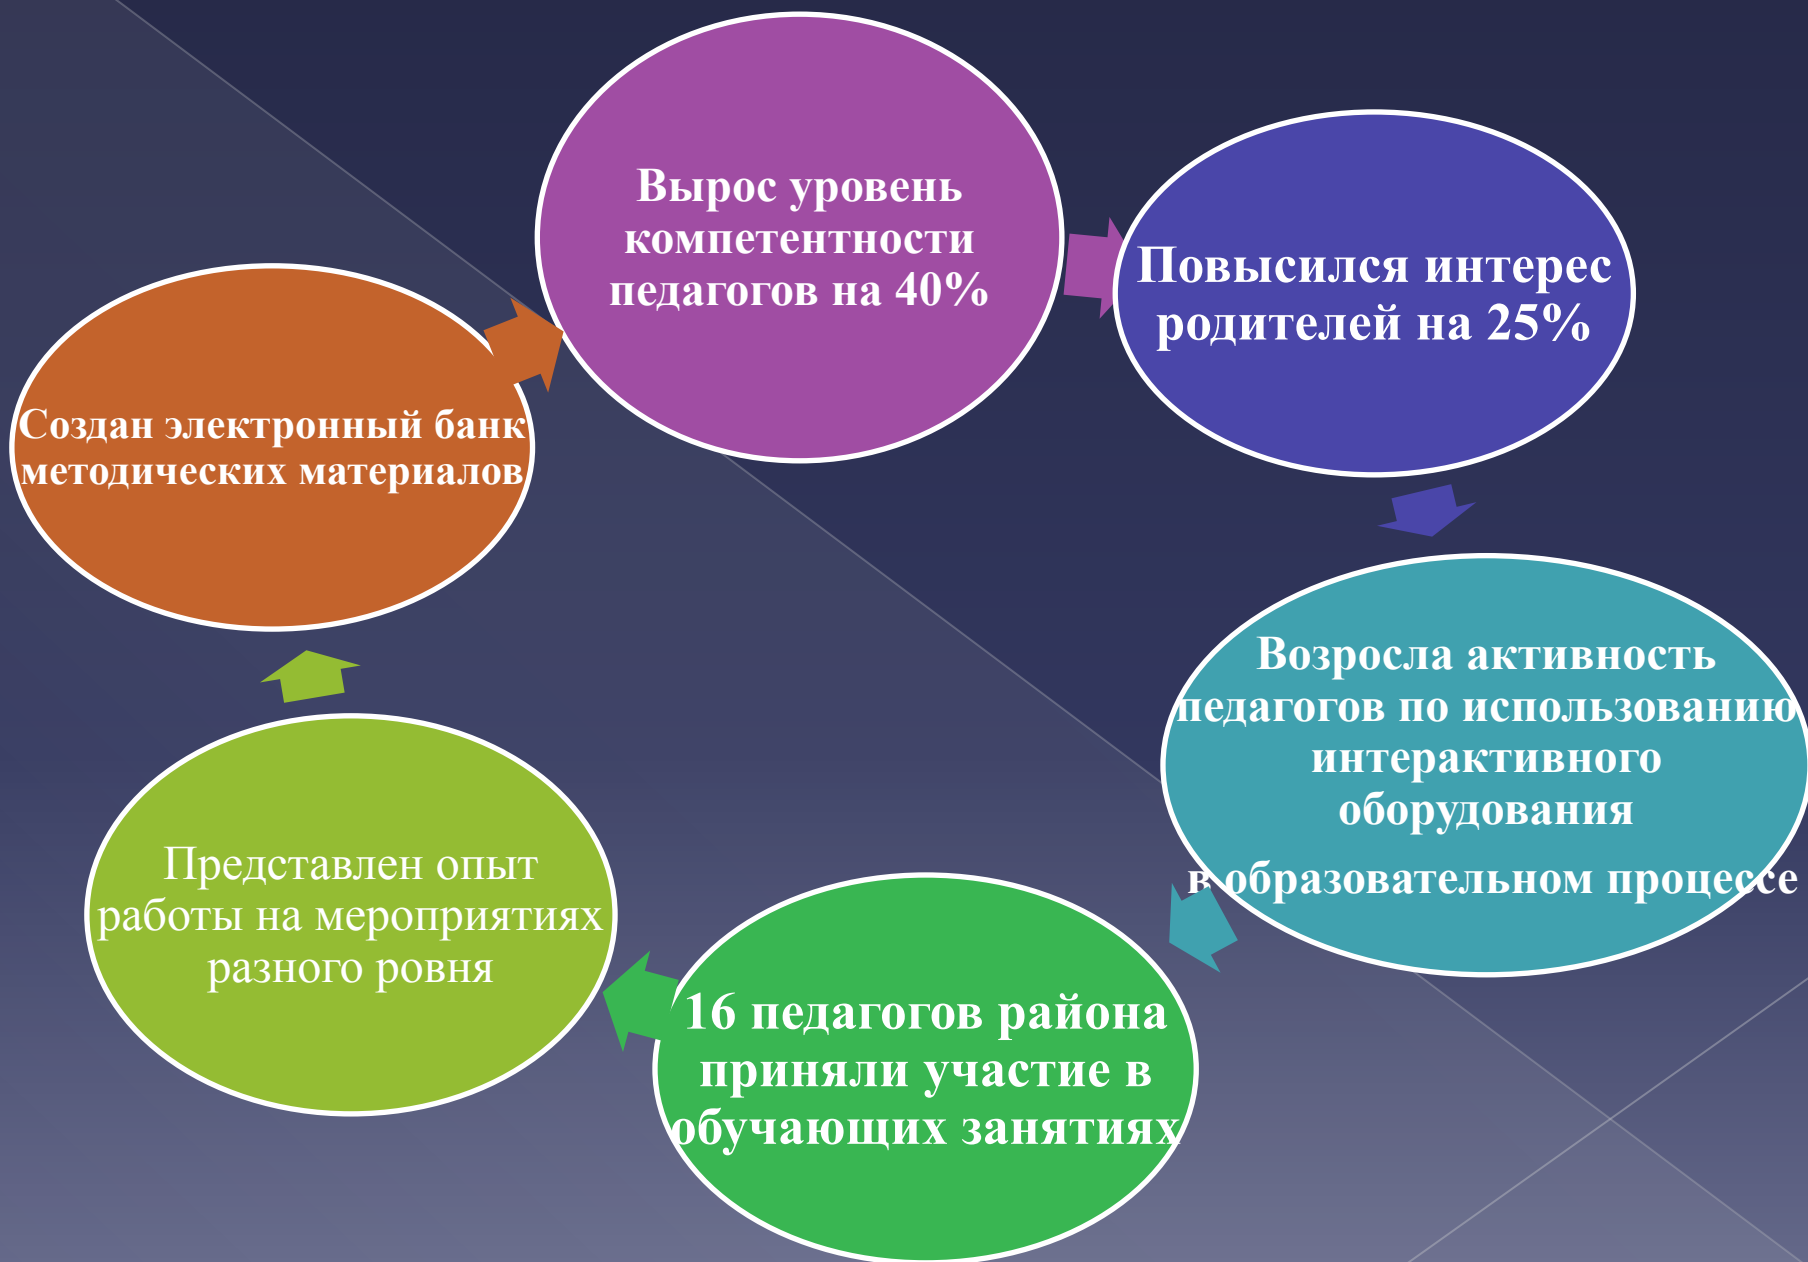 Вырос уровень
компетентности
педагогов на 40%
Повысился интерес
родителей на 25%
Возросла активность
педагогов по использованию
интерактивного
оборудования
в образовательном процессе
16 педагогов района
приняли участие в
обучающих занятиях
Представлен опыт
работы на мероприятиях
разного ровня
Создан электронный банк
методических материалов